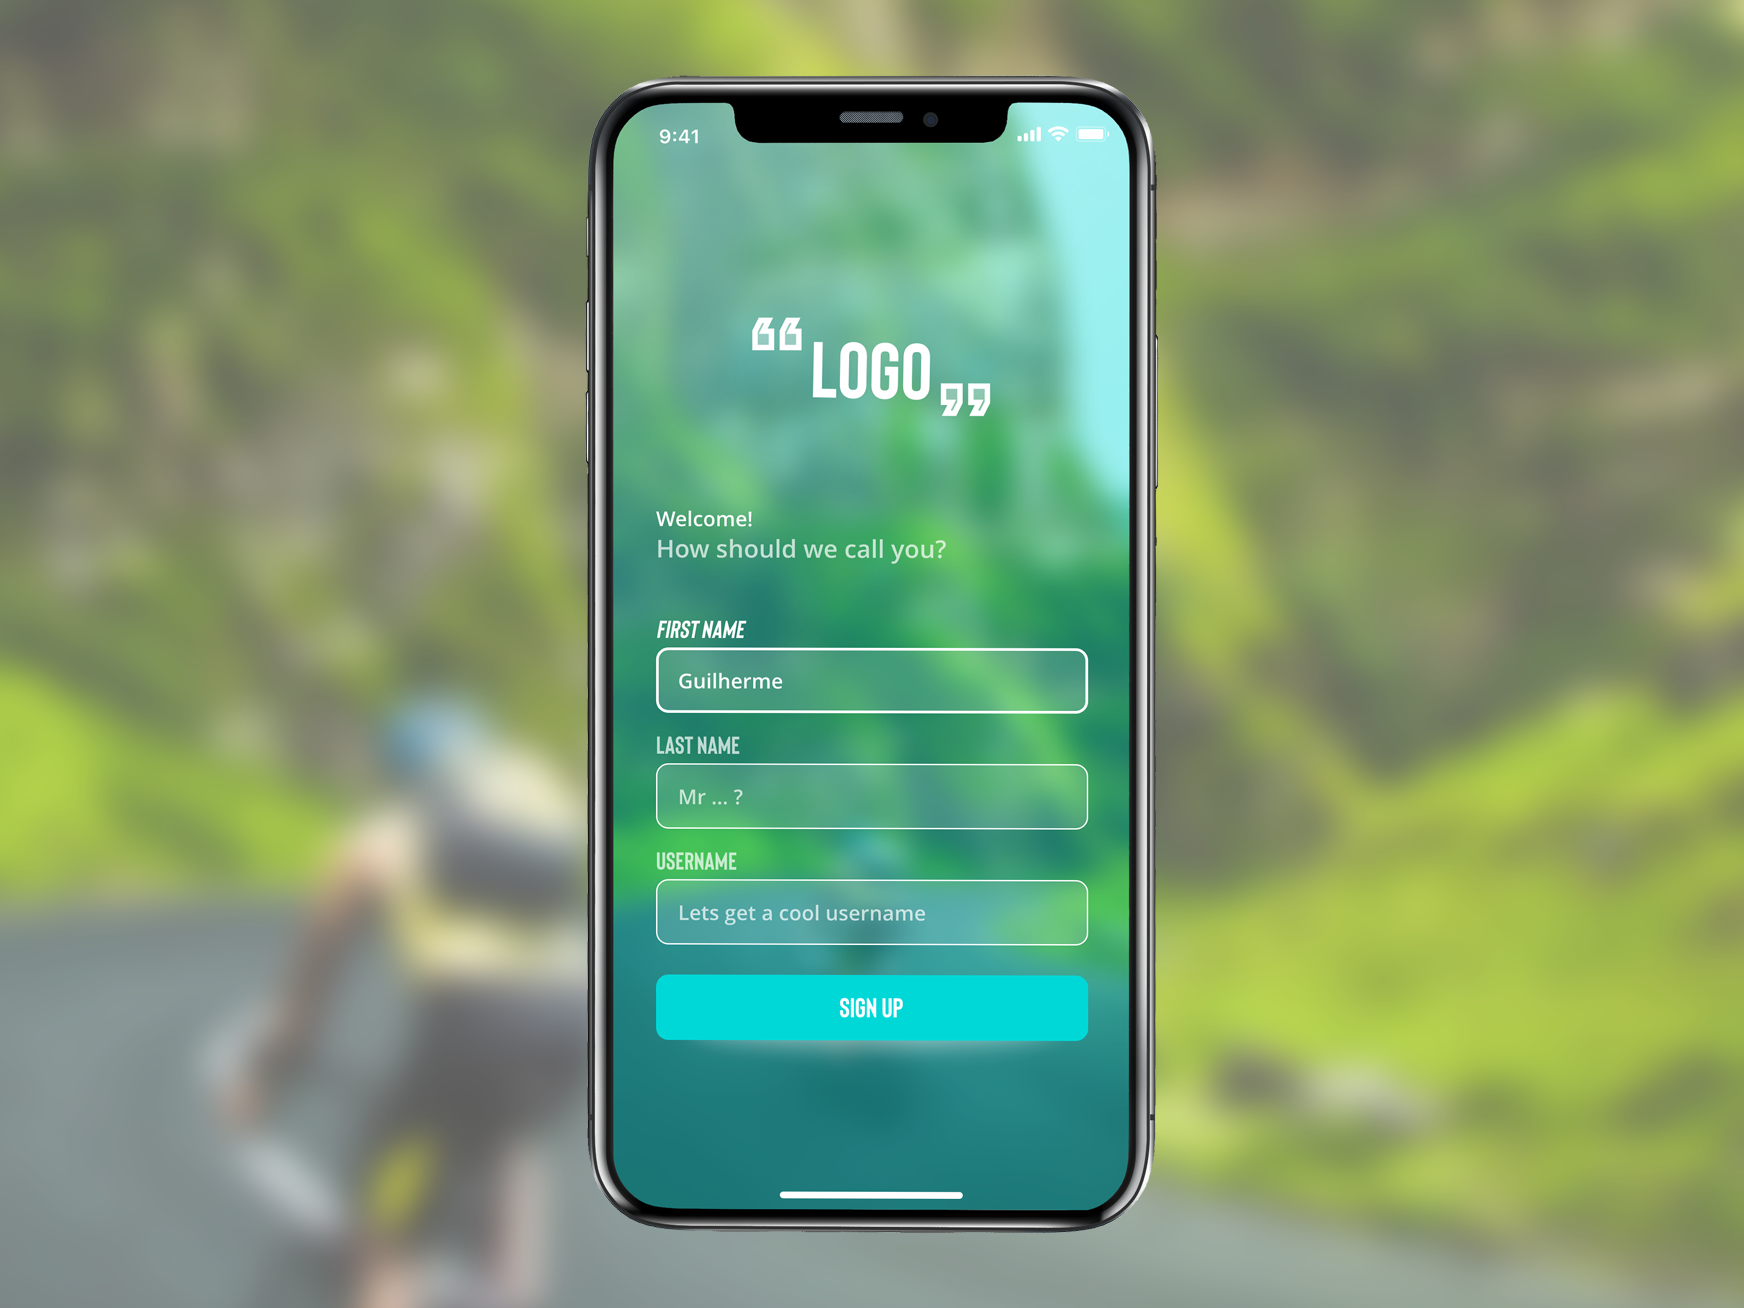 9:41
“ LOGO ”
Welcome!
How should we call you?
FIRST NAME
Guilherme
LAST NAME
Mr ... ?
USERNAME
Lets get a cool username
SIGN UP